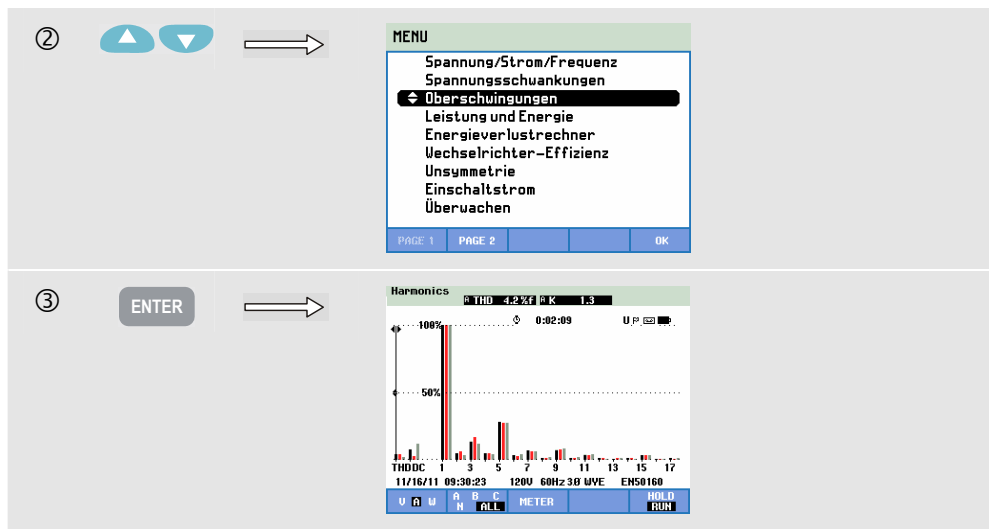 ②
MENU
Spannung/Strom/Frequenz
Spannungsschwankungen
Oberschwingungen
Leistung und Energie
Energieverlustrechner
Wechselrichter-Effizienz
Unsymmetrie
Einschaltstrom
Überwachen
PAGE 1 PAGE 2 OK
③
ENTER
Harmonics
A THD 4.2%f A K 1.3
0:02:09 U
100%
50%
THDDC 1 3 5 7 9 11 13 15 17
11/16/11 09:30:23 120V 60Hz 3Ø WYE EN50160
V A W A B C N ALL METER HOLD RUN